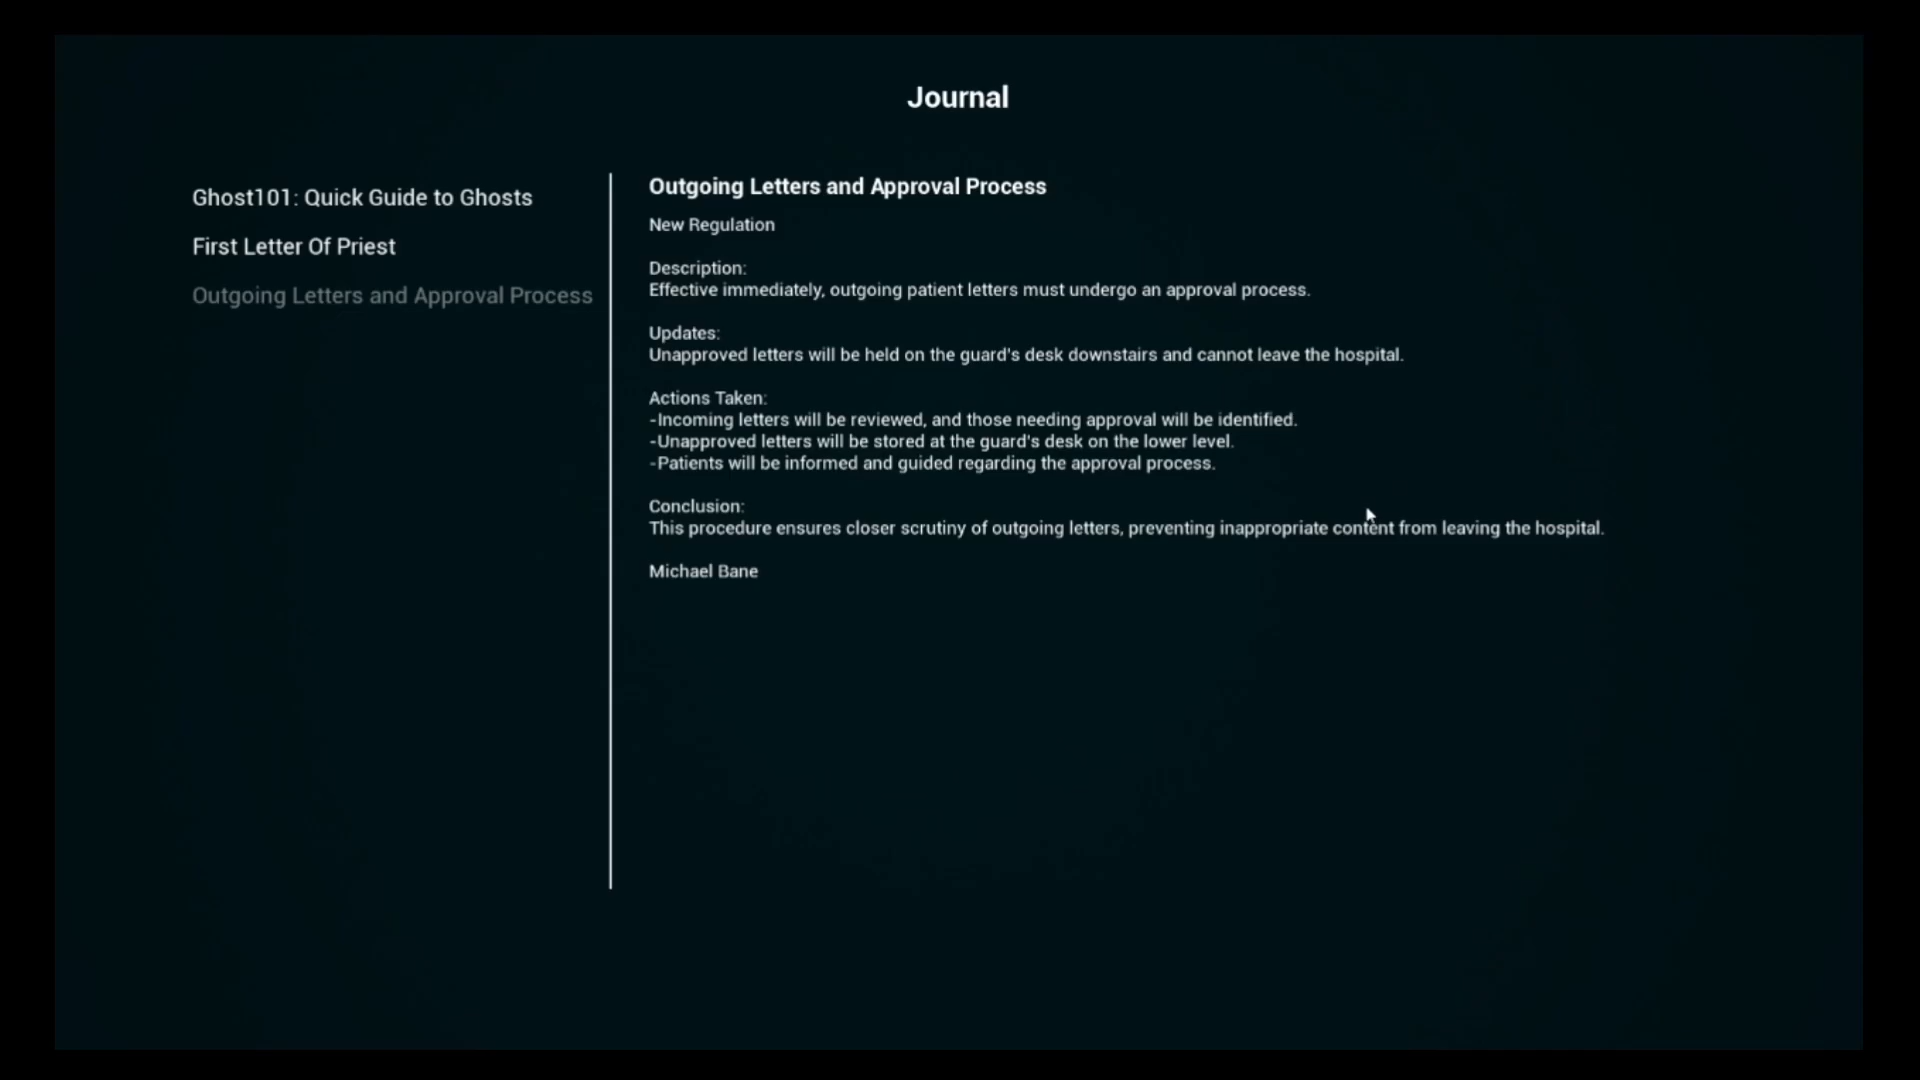 Journal
Ghost101: Quick Guide to Ghosts
First Letter Of Priest
Outgoing Letters and Approval Process
Outgoing Letters and Approval Process
New Regulation
Description:
Effective immediately, outgoing patient letters must undergo an approval process.
Updates:
Unapproved letters will be held on the guard's desk downstairs and cannot leave the hospital.
Actions Taken:
-Incoming letters will be reviewed, and those needing approval will be identified.
-Unapproved letters will be stored at the guard's desk on the lower level.
-Patients will be informed and guided regarding the approval process.
Conclusion:
This procedure ensures closer scrutiny of outgoing letters, preventing inappropriate content from leaving the hospital.
Michael Bane